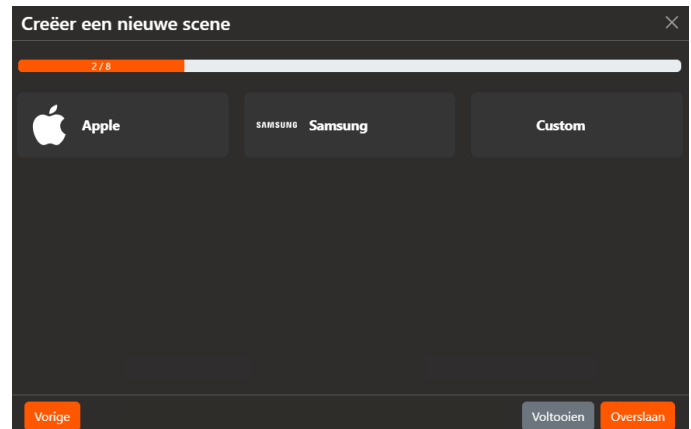 Creëer een nieuwe scene
2 / 8
Apple
SAMSUNG Samsung
Custom
Vorige
Voltooien
Overslaan